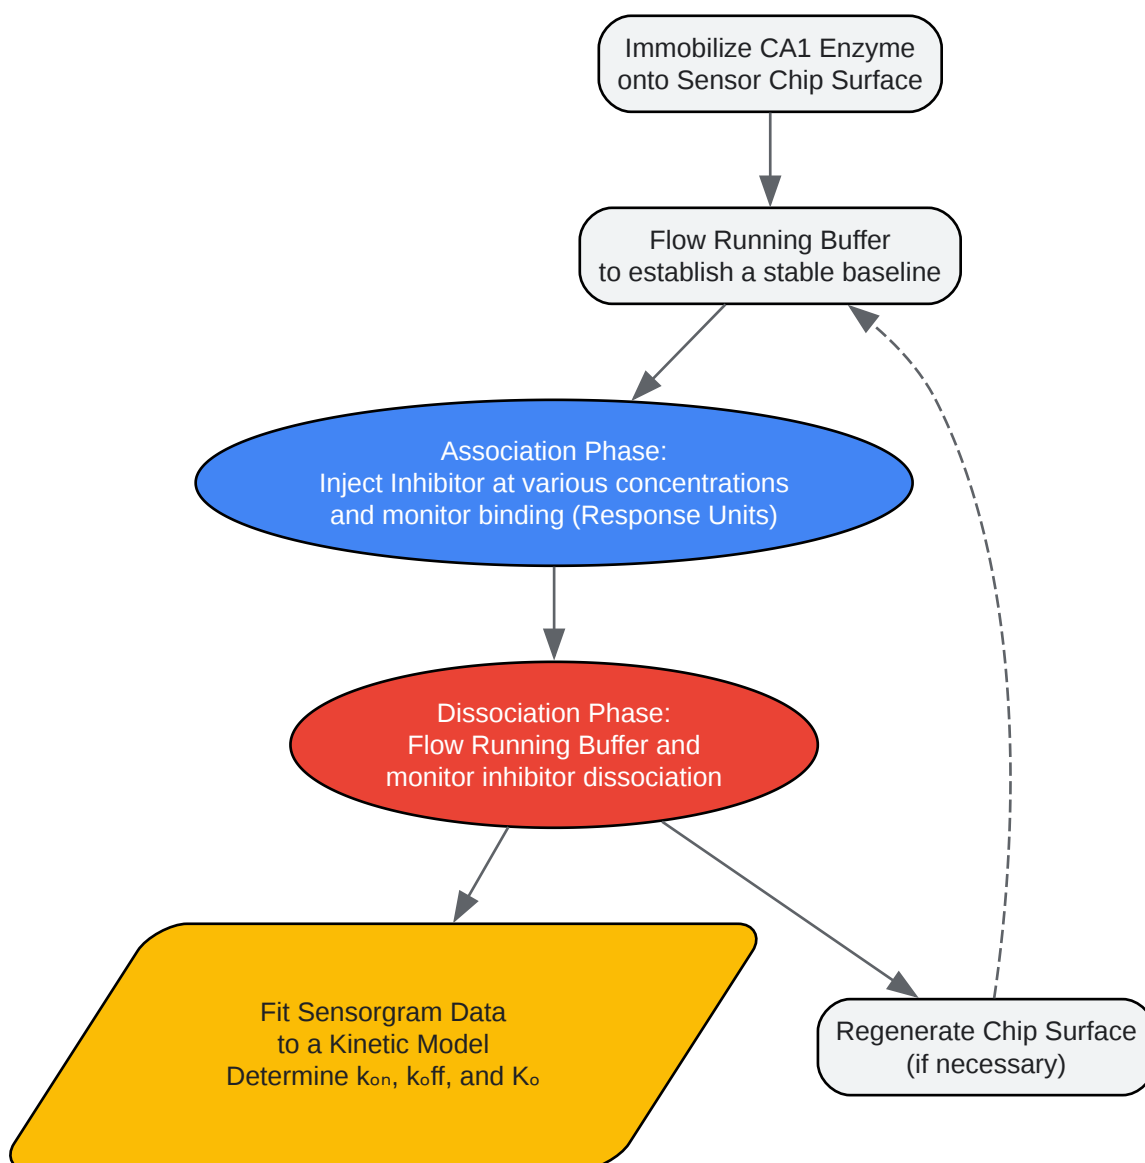 Immobilize CA1 Enzyme
onto Sensor Chip Surface
Flow Running Buffer
to establish a stable baseline
Association Phase:
Inject Inhibitor at various concentrations
and monitor binding (Response Units)
Dissociation Phase:
Flow Running Buffer and
monitor inhibitor dissociation
Fit Sensorgram Data
to a Kinetic Model
Determine kₒₙ, kₒff, and Kₒ
Regenerate Chip Surface
(if necessary)